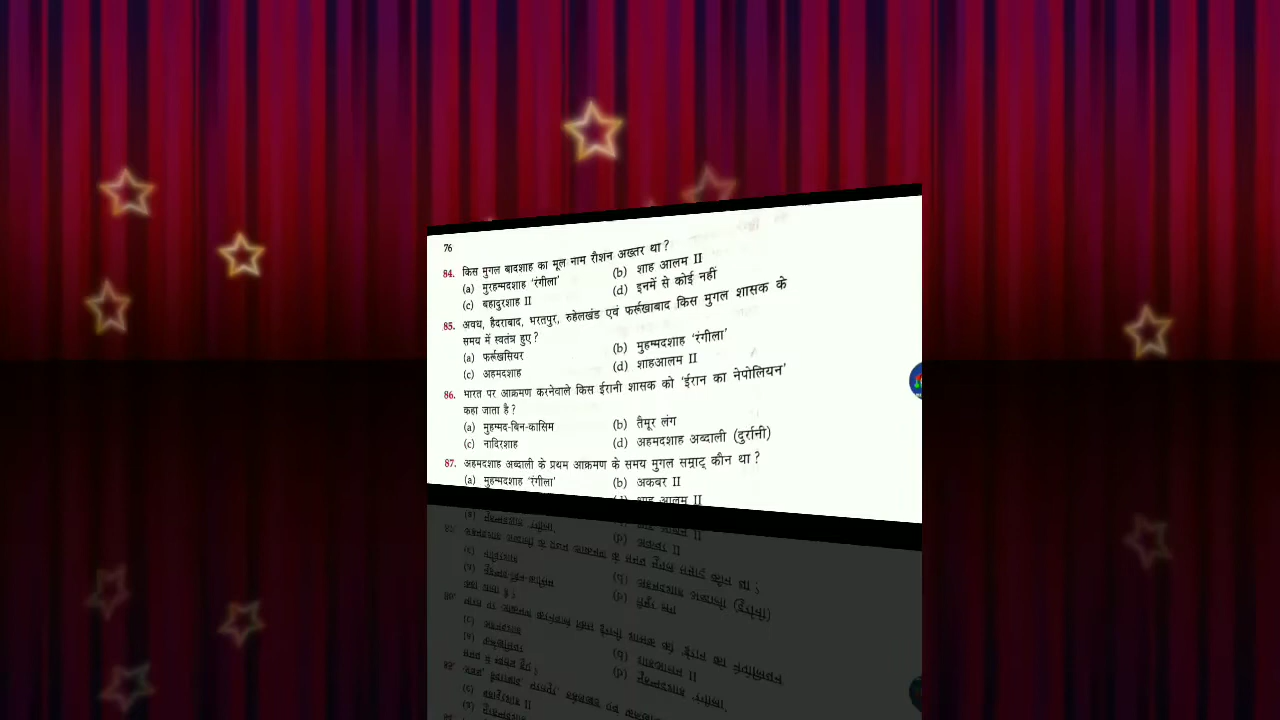 76
84. किस मुगल बादशाह का मूल नाम रौशन अख्तर था ?
(a) मुरहम्मदशाह ‘रंगीला’ (b) शाह आलम II
(c) बहादुरशाह II (d) इनमें से कोई नहीं
85. अवध, हैदराबाद, भरतपुर, रुहेलखंड एवं फर्रूखाबाद किस मुगल शासक के
समय में स्वतंत्र हुए ?
(a) फर्रूखसियर (b) मुहम्मदशाह ‘रंगीला’
(c) अहमदशाह (d) शाहआलम II
86. भारत पर आक्रमण करनेवाले किस ईरानी शासक को ‘ईरान का नेपोलियन’
कहा जाता है ?
(a) मुहम्मद-बिन-कासिम (b) तैमूर लंग
(c) नादिरशाह (d) अहमदशाह अब्दाली (दुर्रानी)
87. अहमदशाह अब्दाली के प्रथम आक्रमण के समय मुगल सम्राट् कौन था ?
(a) मुहम्मदशाह ‘रंगीला’ (b) अकबर II
(d) शाह आलम II